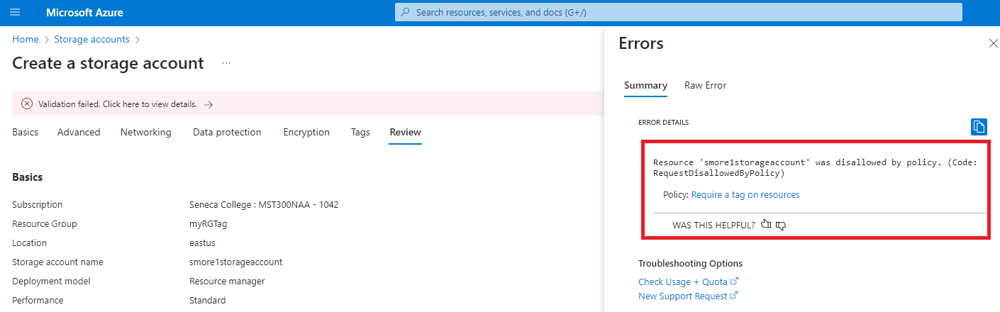 Microsoft Azure
Search resources, services, and docs (G+/)
Home > Storage accounts >
Create a storage account ...
Validation failed. Click here to view details. →
Basics Advanced Networking Data protection Encryption Tags Review
Basics
Subscription Seneca College : MST300NAA - 1042
Resource Group myRGTag
Location eastus
Storage account name smore1storageaccount
Deployment model Resource manager
Performance Standard
Errors
Summary Raw Error
ERROR DETAILS
Resource 'smore1storageaccount' was disallowed by policy. (Code:
RequestDisallowedByPolicy)
Policy: Require a tag on resources
WAS THIS HELPFUL?
Troubleshooting Options
Check Usage + Quota
New Support Request